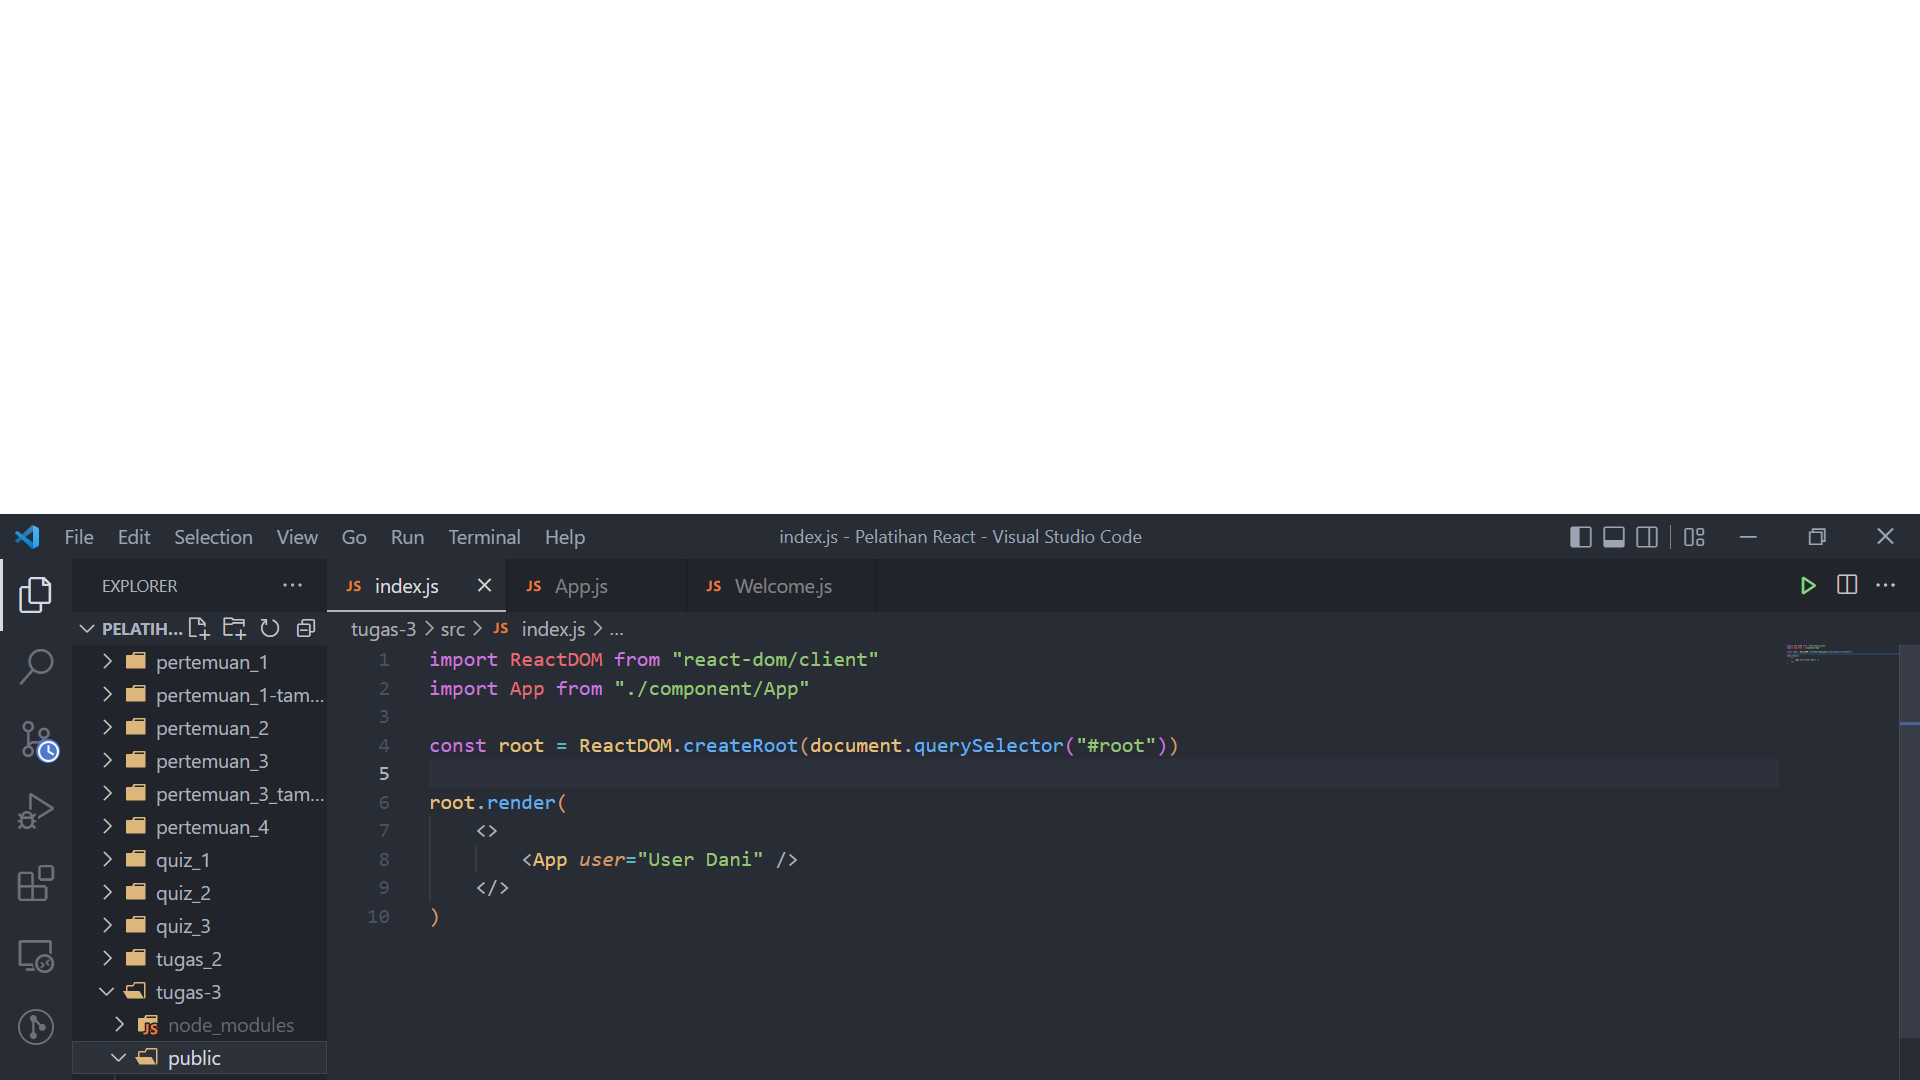 File Edit Selection View Go Run Terminal Help index.js - Pelatihan React - Visual Studio Code
EXPLORER ... JS index.js JS App.js JS Welcome.js ...
PELATIH... tugas-3 > src > JS index.js > ...
pertemuan_1
pertemuan_1-tam...
pertemuan_2
pertemuan_3
pertemuan_3_tam...
pertemuan_4
quiz_1
quiz_2
quiz_3
tugas_2
tugas-3
JS node_modules
public
1 import ReactDOM from "react-dom/client"
2 import App from "./component/App"
3
4 const root = ReactDOM.createRoot(document.querySelector("#root"))
5
6 root.render(
7 <>
8 <App user="User Dani" />
9 </>
10 )